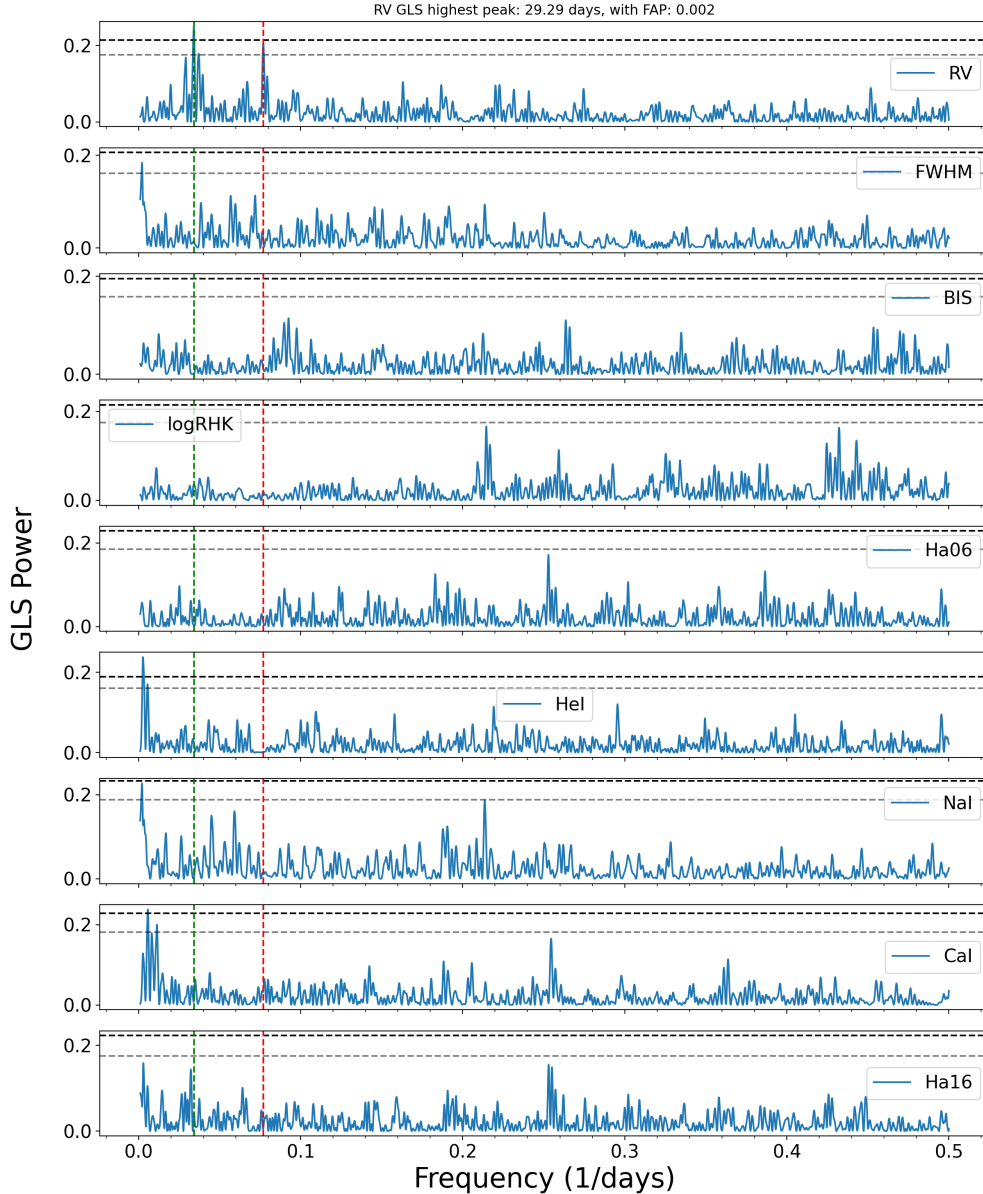 RV GLS highest peak: 29.29 days, with FAP: 0.002
0.2
0.0
RV
0.2
0.0
FWHM
0.2
0.0
BIS
0.2
0.0
logRHK
0.2
0.0
Ha06
0.2
0.0
HeI
0.2
0.0
NaI
0.2
0.0
CaI
0.2
0.0
Ha16
GLS Power
0.0 0.1 0.2 0.3 0.4 0.5
Frequency (1/days)